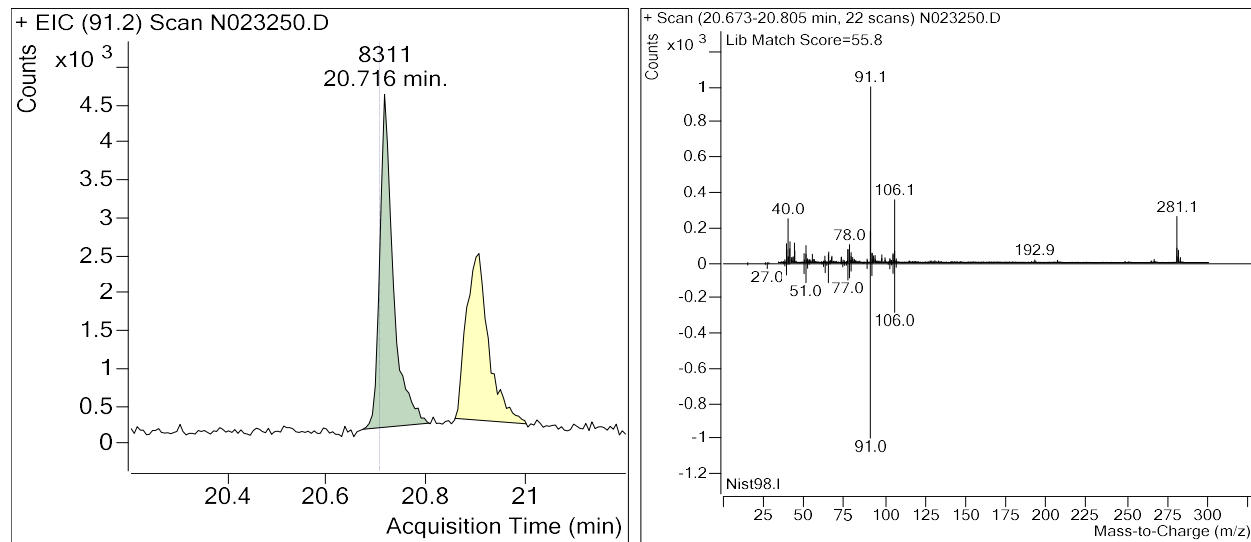 + EIC (91.2) Scan N023250.D
Counts
x10 3
8311
20.716 min.
4.5
4
3.5
3
2.5
2
1.5
1
0.5
0
20.4 20.6 20.8 21
Acquisition Time (min)
+ Scan (20.673-20.805 min, 22 scans) N023250.D
Counts
x10 3
Lib Match Score=55.8
1
0.8
0.6
0.4
0.2
0
-0.2
-0.4
-0.6
-0.8
-1
-1.2
91.1
106.1
40.0
281.1
78.0
192.9
27.0
51.0
77.0
106.0
91.0
Nist98.l
25 50 75 100 125 150 175 200 225 250 275 300
Mass-to-Charge (m/z)